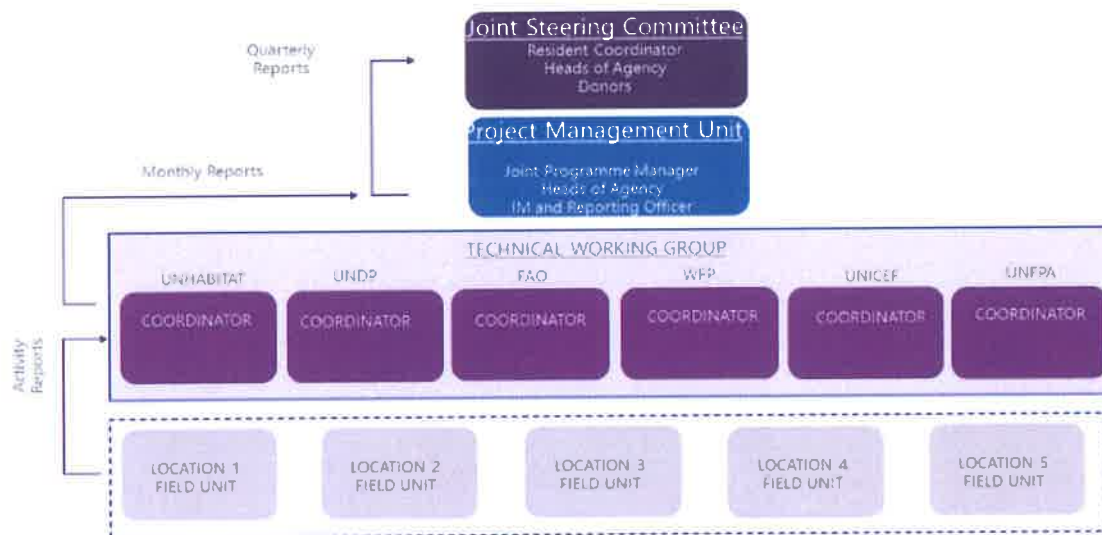 Joint Steering Committee
Resident Coordinator
Heads of Agency
Donors
Quarterly
Reports
Project Management Unit
Joint Programme Manager
Heads of Agency
IM and Reporting Officer
Monthly Reports
TECHNICAL WORKING GROUP
UNHABITAT
UNDP
FAO
WFP
UNICEF
UNFPA
COORDINATOR
COORDINATOR
COORDINATOR
COORDINATOR
COORDINATOR
COORDINATOR
Activity
Reports
LOCATION 1
FIELD UNIT
LOCATION 2
FIELD UNIT
LOCATION 3
FIELD UNIT
LOCATION 4
FIELD UNIT
LOCATION 5
FIELD UNIT